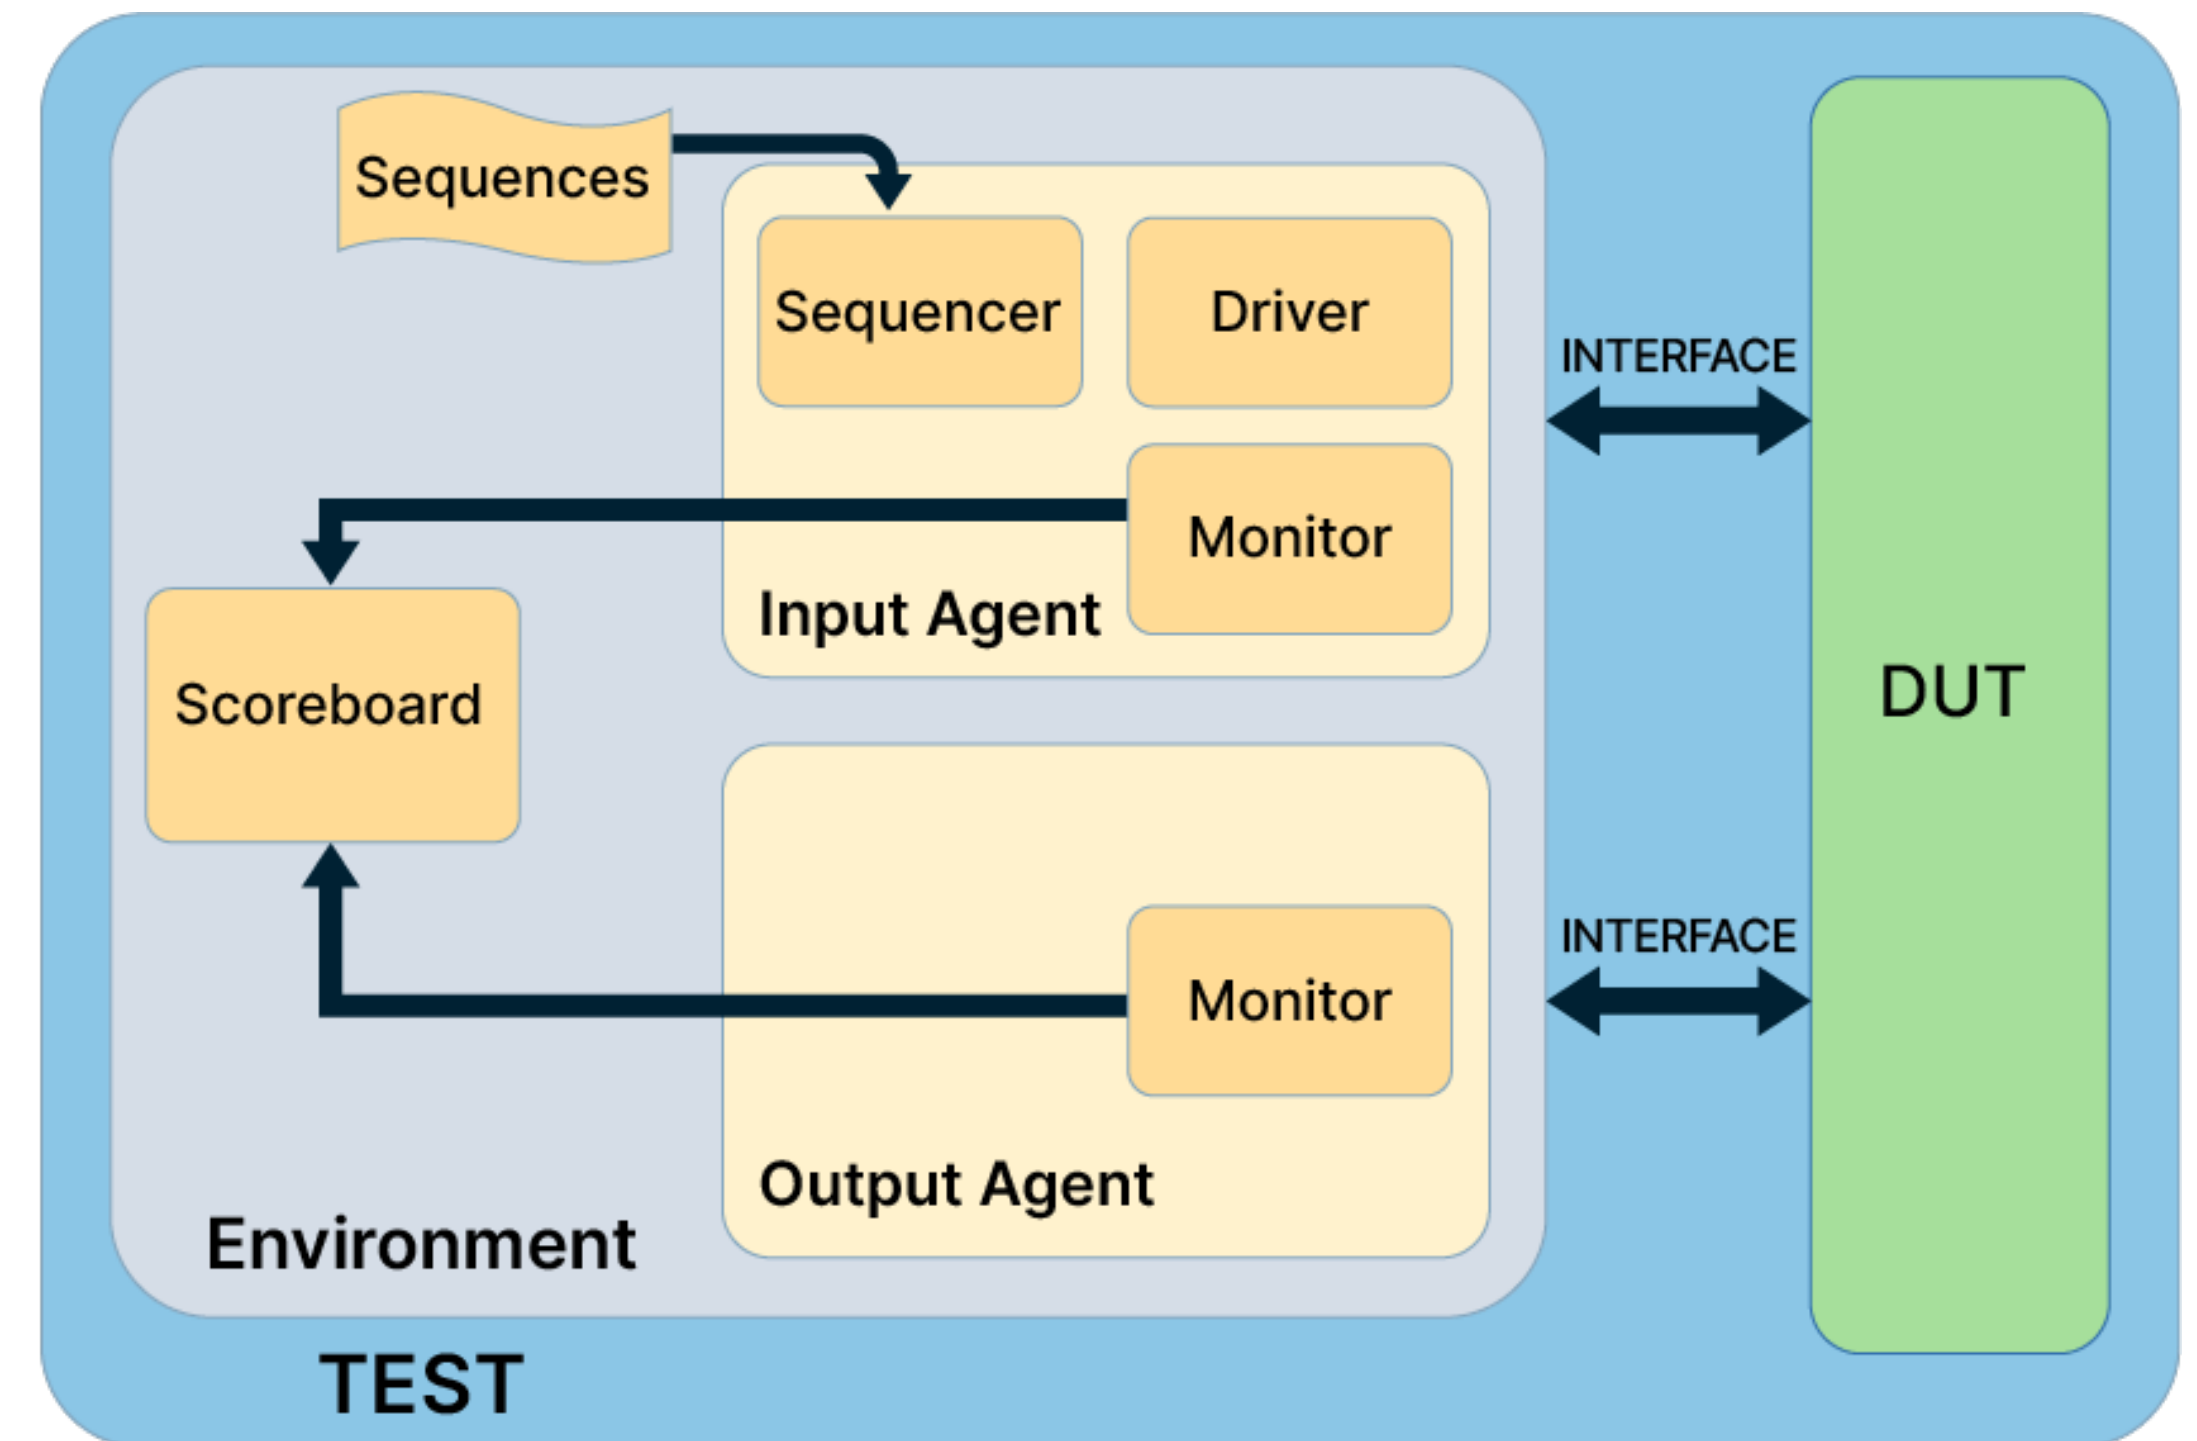 Sequences
Sequencer
Driver
INTERFACE
Monitor
Input Agent
Scoreboard
DUT
INTERFACE
Monitor
Output Agent
Environment
TEST